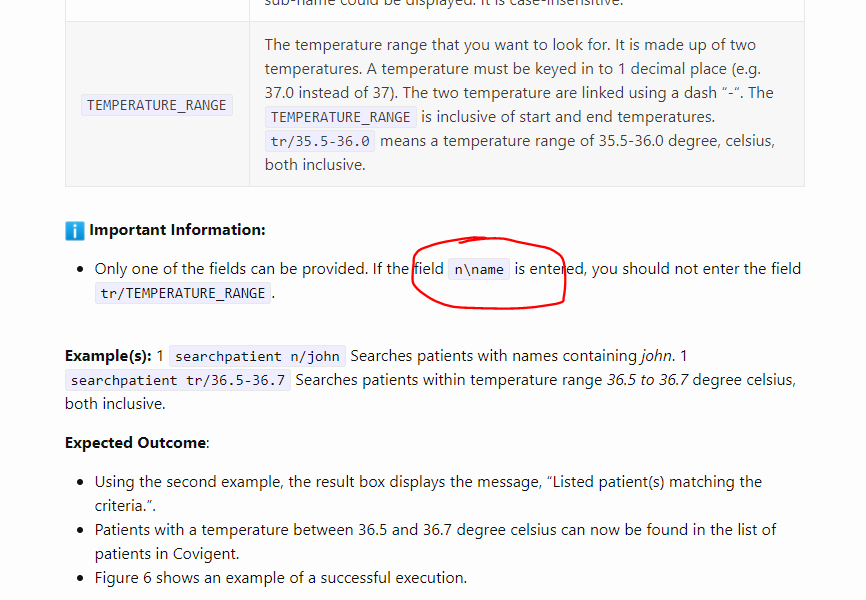 sub-name could be displayed. It is case-insensitive.
The temperature range that you want to look for. It is made up of two
temperatures. A temperature must be keyed in to 1 decimal place (e.g.
37.0 instead of 37). The two temperature are linked using a dash “-“. The
TEMPERATURE_RANGE
TEMPERATURE_RANGE is inclusive of start and end temperatures.
tr/35.5-36.0 means a temperature range of 35.5-36.0 degree, celsius,
both inclusive.
i Important Information:
• Only one of the fields can be provided. If the field n\name is entered, you should not enter the field
tr/TEMPERATURE_RANGE .
Example(s): 1 searchpatient n/john Searches patients with names containing john. 1
searchpatient tr/36.5-36.7 Searches patients within temperature range 36.5 to 36.7 degree celsius,
both inclusive.
Expected Outcome:
• Using the second example, the result box displays the message, “Listed patient(s) matching the
criteria.”.
• Patients with a temperature between 36.5 and 36.7 degree celsius can now be found in the list of
patients in Covigent.
• Figure 6 shows an example of a successful execution.